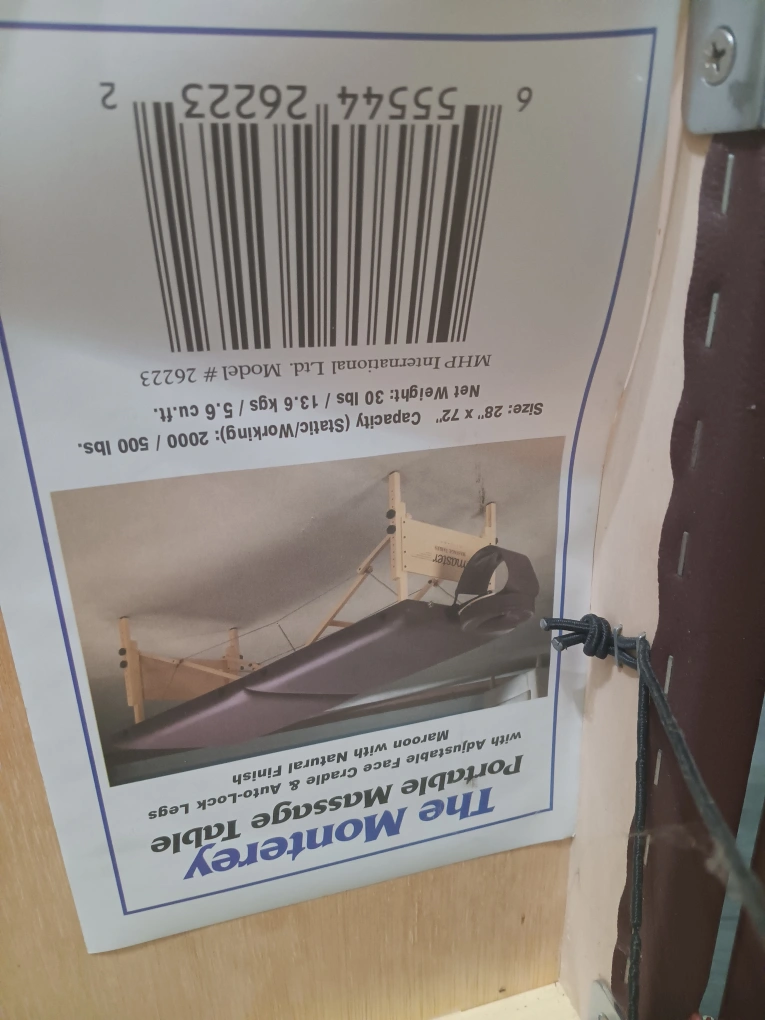 The Monterey
Portable Massage Table
with Adjustable Face Cradle & Auto-Lock Legs
Maroon with Natural Finish
master
Size: 28" x 72" Capacity (Static/Working): 2000 / 500 lbs.
Net Weight: 30 lbs / 13.6 kgs / 5.6 cu.ft.
MHP International Ltd. Model # 26223
6 55544 26223 2